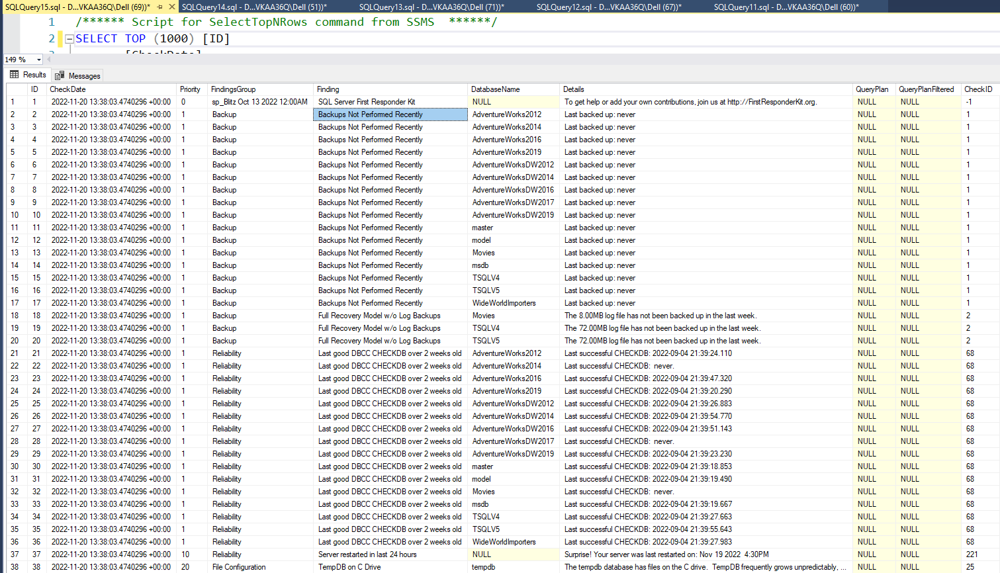 SQLQuery15.sql - D...VKAA36Q\Dell (69))* SQLQuery14.sql - D...VKAA36Q\Dell (51))* SQLQuery13.sql - D...VKAA36Q\Dell (71))* SQLQuery12.sql - D...VKAA36Q\Dell (67))* SQLQuery11.sql - D...VKAA36Q\Dell (60))*
1 /****** Script for SelectTopNRows command from SSMS ******/
2 SELECT TOP (1000) [ID]
149 %
Results Messages
ID CheckDate Priority FindingsGroup Finding DatabaseName Details QueryPlan QueryPlanFiltered CheckID
1 1 2022-11-20 13:38:03.4740296 +00:00 0 sp_Blitz Oct 13 2022 12:00AM SQL Server First Responder Kit NULL To get help or add your own contributions, join us at http://FirstResponderKit.org. NULL NULL -1
2 2 2022-11-20 13:38:03.4740296 +00:00 1 Backup Backups Not Performed Recently AdventureWorks2012 Last backed up: never NULL NULL 1
3 3 2022-11-20 13:38:03.4740296 +00:00 1 Backup Backups Not Performed Recently AdventureWorks2014 Last backed up: never NULL NULL 1
4 4 2022-11-20 13:38:03.4740296 +00:00 1 Backup Backups Not Performed Recently AdventureWorks2016 Last backed up: never NULL NULL 1
5 5 2022-11-20 13:38:03.4740296 +00:00 1 Backup Backups Not Performed Recently AdventureWorks2019 Last backed up: never NULL NULL 1
6 6 2022-11-20 13:38:03.4740296 +00:00 1 Backup Backups Not Performed Recently AdventureWorksDW2012 Last backed up: never NULL NULL 1
7 7 2022-11-20 13:38:03.4740296 +00:00 1 Backup Backups Not Performed Recently AdventureWorksDW2014 Last backed up: never NULL NULL 1
8 8 2022-11-20 13:38:03.4740296 +00:00 1 Backup Backups Not Performed Recently AdventureWorksDW2016 Last backed up: never NULL NULL 1
9 9 2022-11-20 13:38:03.4740296 +00:00 1 Backup Backups Not Performed Recently AdventureWorksDW2017 Last backed up: never NULL NULL 1
10 10 2022-11-20 13:38:03.4740296 +00:00 1 Backup Backups Not Performed Recently AdventureWorksDW2019 Last backed up: never NULL NULL 1
11 11 2022-11-20 13:38:03.4740296 +00:00 1 Backup Backups Not Performed Recently master Last backed up: never NULL NULL 1
12 12 2022-11-20 13:38:03.4740296 +00:00 1 Backup Backups Not Performed Recently model Last backed up: never NULL NULL 1
13 13 2022-11-20 13:38:03.4740296 +00:00 1 Backup Backups Not Performed Recently Movies Last backed up: never NULL NULL 1
14 14 2022-11-20 13:38:03.4740296 +00:00 1 Backup Backups Not Performed Recently msdb Last backed up: never NULL NULL 1
15 15 2022-11-20 13:38:03.4740296 +00:00 1 Backup Backups Not Performed Recently TSQLV4 Last backed up: never NULL NULL 1
16 16 2022-11-20 13:38:03.4740296 +00:00 1 Backup Backups Not Performed Recently TSQLV5 Last backed up: never NULL NULL 1
17 17 2022-11-20 13:38:03.4740296 +00:00 1 Backup Backups Not Performed Recently WideWorldImporters Last backed up: never NULL NULL 1
18 18 2022-11-20 13:38:03.4740296 +00:00 1 Backup Full Recovery Model w/o Log Backups Movies The 8.00MB log file has not been backed up in the last week. NULL NULL 2
19 19 2022-11-20 13:38:03.4740296 +00:00 1 Backup Full Recovery Model w/o Log Backups TSQLV4 The 72.00MB log file has not been backed up in the last week. NULL NULL 2
20 20 2022-11-20 13:38:03.4740296 +00:00 1 Backup Full Recovery Model w/o Log Backups TSQLV5 The 72.00MB log file has not been backed up in the last week. NULL NULL 2
21 21 2022-11-20 13:38:03.4740296 +00:00 1 Reliability Last good DBCC CHECKDB over 2 weeks old AdventureWorks2012 Last successful CHECKDB: 2022-09-04 21:39:24.110 NULL NULL 68
22 22 2022-11-20 13:38:03.4740296 +00:00 1 Reliability Last good DBCC CHECKDB over 2 weeks old AdventureWorks2014 Last successful CHECKDB: never. NULL NULL 68
23 23 2022-11-20 13:38:03.4740296 +00:00 1 Reliability Last good DBCC CHECKDB over 2 weeks old AdventureWorks2016 Last successful CHECKDB: 2022-09-04 21:39:47.320 NULL NULL 68
24 24 2022-11-20 13:38:03.4740296 +00:00 1 Reliability Last good DBCC CHECKDB over 2 weeks old AdventureWorks2019 Last successful CHECKDB: 2022-09-04 21:39:20.290 NULL NULL 68
25 25 2022-11-20 13:38:03.4740296 +00:00 1 Reliability Last good DBCC CHECKDB over 2 weeks old AdventureWorksDW2012 Last successful CHECKDB: 2022-09-04 21:39:26.883 NULL NULL 68
26 26 2022-11-20 13:38:03.4740296 +00:00 1 Reliability Last good DBCC CHECKDB over 2 weeks old AdventureWorksDW2014 Last successful CHECKDB: 2022-09-04 21:39:54.770 NULL NULL 68
27 27 2022-11-20 13:38:03.4740296 +00:00 1 Reliability Last good DBCC CHECKDB over 2 weeks old AdventureWorksDW2016 Last successful CHECKDB: 2022-09-04 21:39:51.143 NULL NULL 68
28 28 2022-11-20 13:38:03.4740296 +00:00 1 Reliability Last good DBCC CHECKDB over 2 weeks old AdventureWorksDW2017 Last successful CHECKDB: never. NULL NULL 68
29 29 2022-11-20 13:38:03.4740296 +00:00 1 Reliability Last good DBCC CHECKDB over 2 weeks old AdventureWorksDW2019 Last successful CHECKDB: 2022-09-04 21:39:23.230 NULL NULL 68
30 30 2022-11-20 13:38:03.4740296 +00:00 1 Reliability Last good DBCC CHECKDB over 2 weeks old master Last successful CHECKDB: 2022-09-04 21:39:18.853 NULL NULL 68
31 31 2022-11-20 13:38:03.4740296 +00:00 1 Reliability Last good DBCC CHECKDB over 2 weeks old model Last successful CHECKDB: 2022-09-04 21:39:19.490 NULL NULL 68
32 32 2022-11-20 13:38:03.4740296 +00:00 1 Reliability Last good DBCC CHECKDB over 2 weeks old Movies Last successful CHECKDB: never. NULL NULL 68
33 33 2022-11-20 13:38:03.4740296 +00:00 1 Reliability Last good DBCC CHECKDB over 2 weeks old msdb Last successful CHECKDB: 2022-09-04 21:39:19.667 NULL NULL 68
34 34 2022-11-20 13:38:03.4740296 +00:00 1 Reliability Last good DBCC CHECKDB over 2 weeks old TSQLV4 Last successful CHECKDB: 2022-09-04 21:39:27.663 NULL NULL 68
35 35 2022-11-20 13:38:03.4740296 +00:00 1 Reliability Last good DBCC CHECKDB over 2 weeks old TSQLV5 Last successful CHECKDB: 2022-09-04 21:39:55.643 NULL NULL 68
36 36 2022-11-20 13:38:03.4740296 +00:00 1 Reliability Last good DBCC CHECKDB over 2 weeks old WideWorldImporters Last successful CHECKDB: 2022-09-04 21:39:27.983 NULL NULL 68
37 37 2022-11-20 13:38:03.4740296 +00:00 10 Reliability Server restarted in last 24 hours NULL Surprise! Your server was last restarted on: Nov 19 2022 4:30PM NULL NULL 221
38 38 2022-11-20 13:38:03.4740296 +00:00 20 File Configuration TempDB on C Drive tempdb The tempdb database has files on the C drive. TempDB frequently grows unpredictably, ... NULL NULL 25